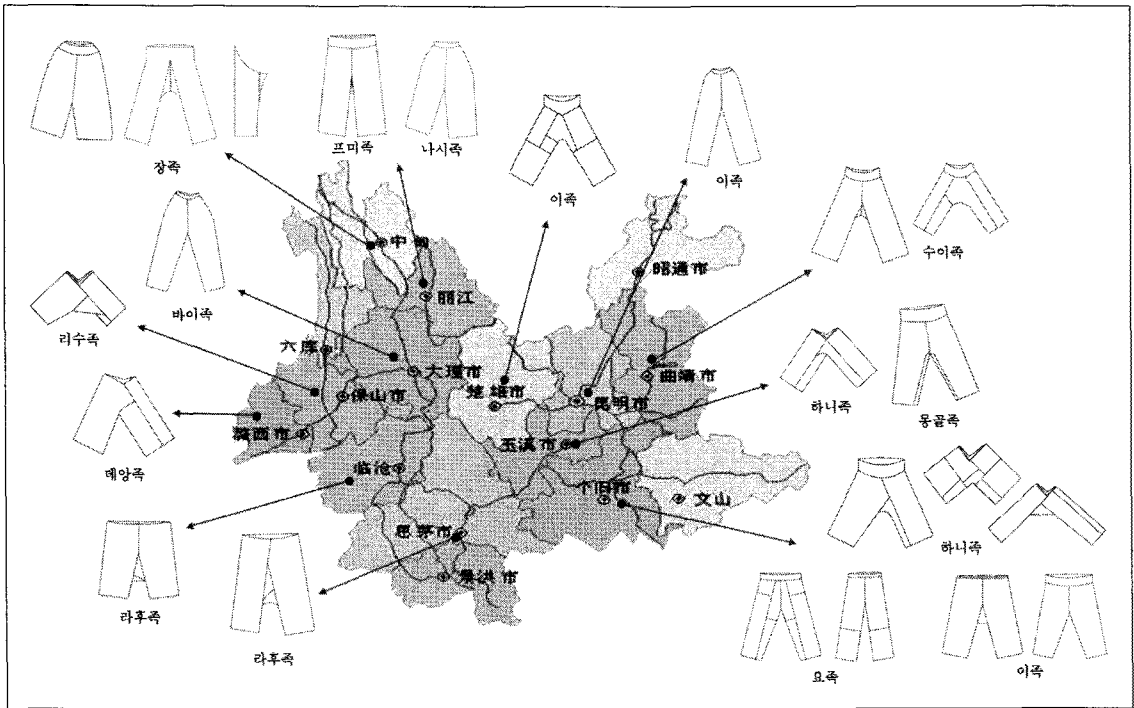 장족
프미족
나시족
이족
이족
수이족
바이족
리수족
하니족
몽골족
데앙족
라후족
라후족
하니족
요족
이족
中甸
丽江
昭通市
六库
大理市
保山市
楚雄市
昆明市
曲靖市
潞西市
玉溪市
临沧
个旧市
文山
思茅市
景洪市